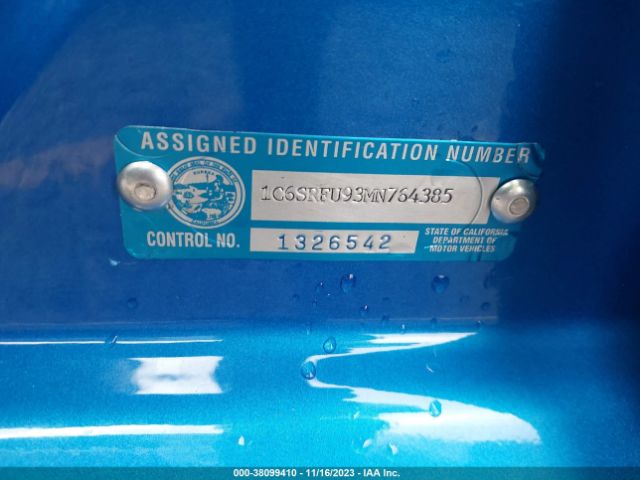 ASSIGNED IDENTIFICATION NUMBER
1C6SRFU93MN764385
CONTROL NO. 1326542
STATE OF CALIFORNIA
DEPARTMENT OF
MOTOR VEHICLES
000-38099410 - 11/16/2023 - IAA Inc.